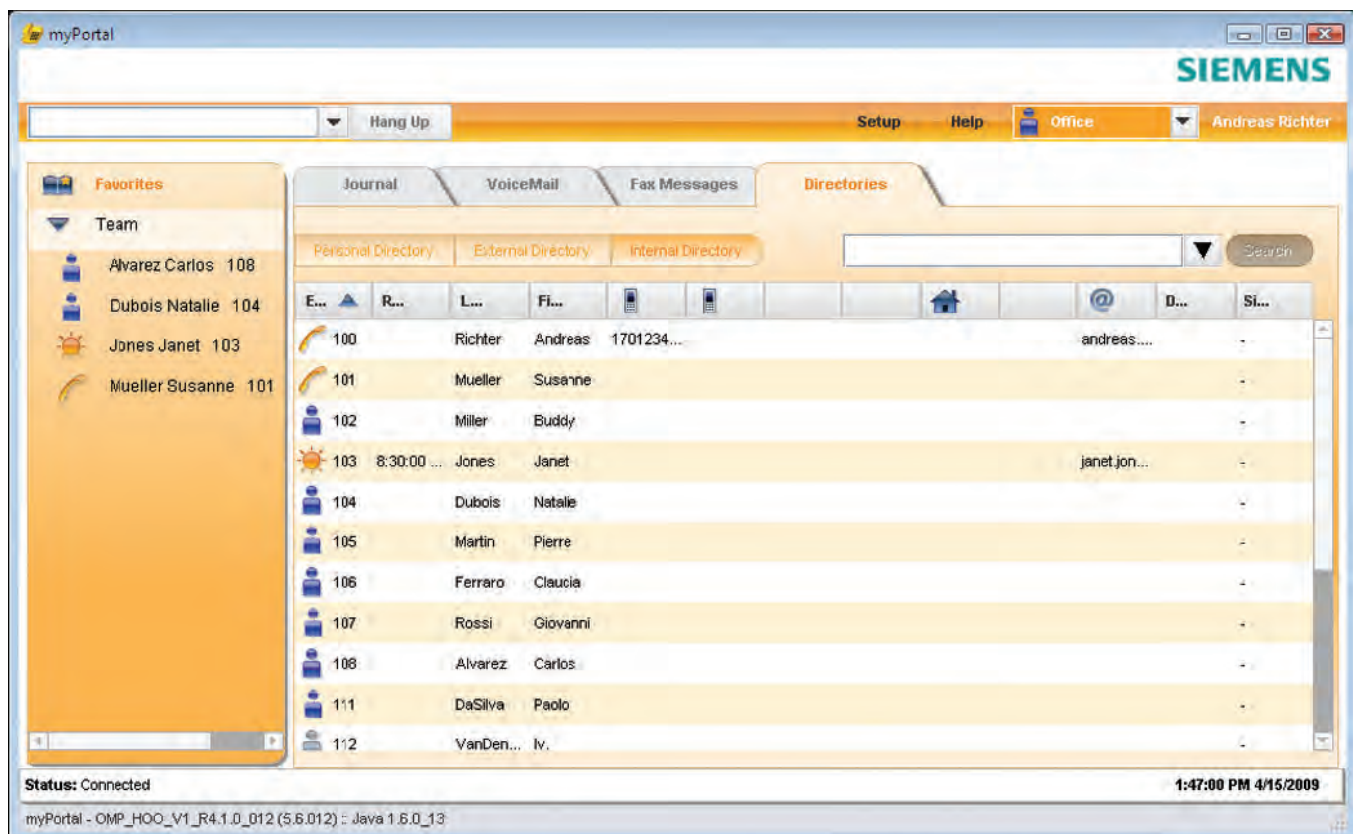 myPortal
SIEMENS
Hang Up Setup Help Office Andreas Richter
Favorites Journal VoiceMail Fax Messages Directories
Team
Personal Directory External Directory Internal Directory Search
Alvarez Carlos 108
Dubois Natalie 104
Jones Janet 103
Mueller Susanne 101
E... R... L... Fi... @ D... Si...
100 Richter Andreas 1701234... andreas.... -
101 Mueller Susanne -
102 Miller Buddy -
103 8:30:00 ... Jones Janet janet.jon... -
104 Dubois Natalie -
105 Martin Pierre -
106 Ferraro Claucia -
107 Rossi Giovanni -
108 Alvarez Carlos -
111 DaSilva Paolo -
112 VanDen... Iv. -
Status: Connected 1:47:00 PM 4/15/2009
myPortal - OMP_HOO_V1_R4.1.0_012 (5.6.012) :: Java 1.6.0_13